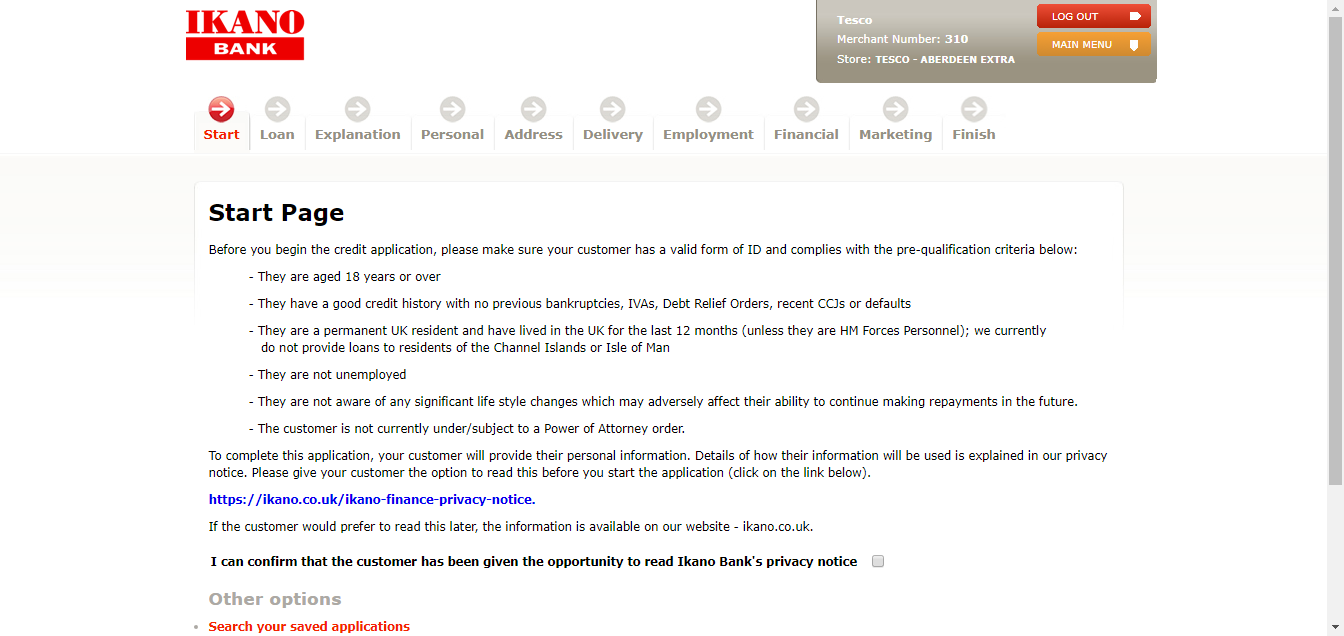 IKANO
BANK
Tesco
Merchant Number: 310
Store: TESCO - ABERDEEN EXTRA
LOG OUT
MAIN MENU
Start
Loan
Explanation
Personal
Address
Delivery
Employment
Financial
Marketing
Finish
Start Page
Before you begin the credit application, please make sure your customer has a valid form of ID and complies with the pre-qualification criteria below:
- They are aged 18 years or over
- They have a good credit history with no previous bankruptcies, IVAs, Debt Relief Orders, recent CCJs or defaults
- They are a permanent UK resident and have lived in the UK for the last 12 months (unless they are HM Forces Personnel); we currently
do not provide loans to residents of the Channel Islands or Isle of Man
- They are not unemployed
- They are not aware of any significant life style changes which may adversely affect their ability to continue making repayments in the future.
- The customer is not currently under/subject to a Power of Attorney order.
To complete this application, your customer will provide their personal information. Details of how their information will be used is explained in our privacy
notice. Please give your customer the option to read this before you start the application (click on the link below).
https://ikano.co.uk/ikano-finance-privacy-notice.
If the customer would prefer to read this later, the information is available on our website - ikano.co.uk.
I can confirm that the customer has been given the opportunity to read Ikano Bank's privacy notice
Other options
• Search your saved applications